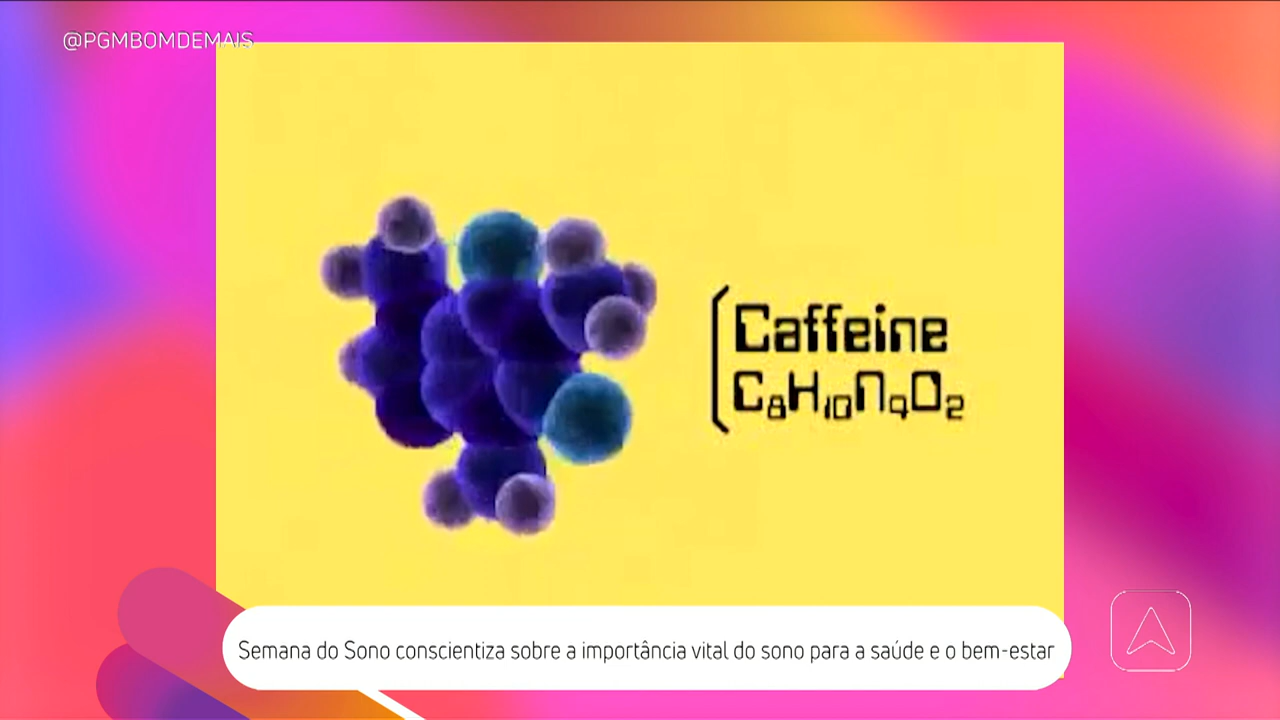 @PGMBOMDEMAIS
Caffeine
C₈H₁₀N₄O₂
Semana do Sono conscientiza sobre a importância vital do sono para a saúde e o bem-estar